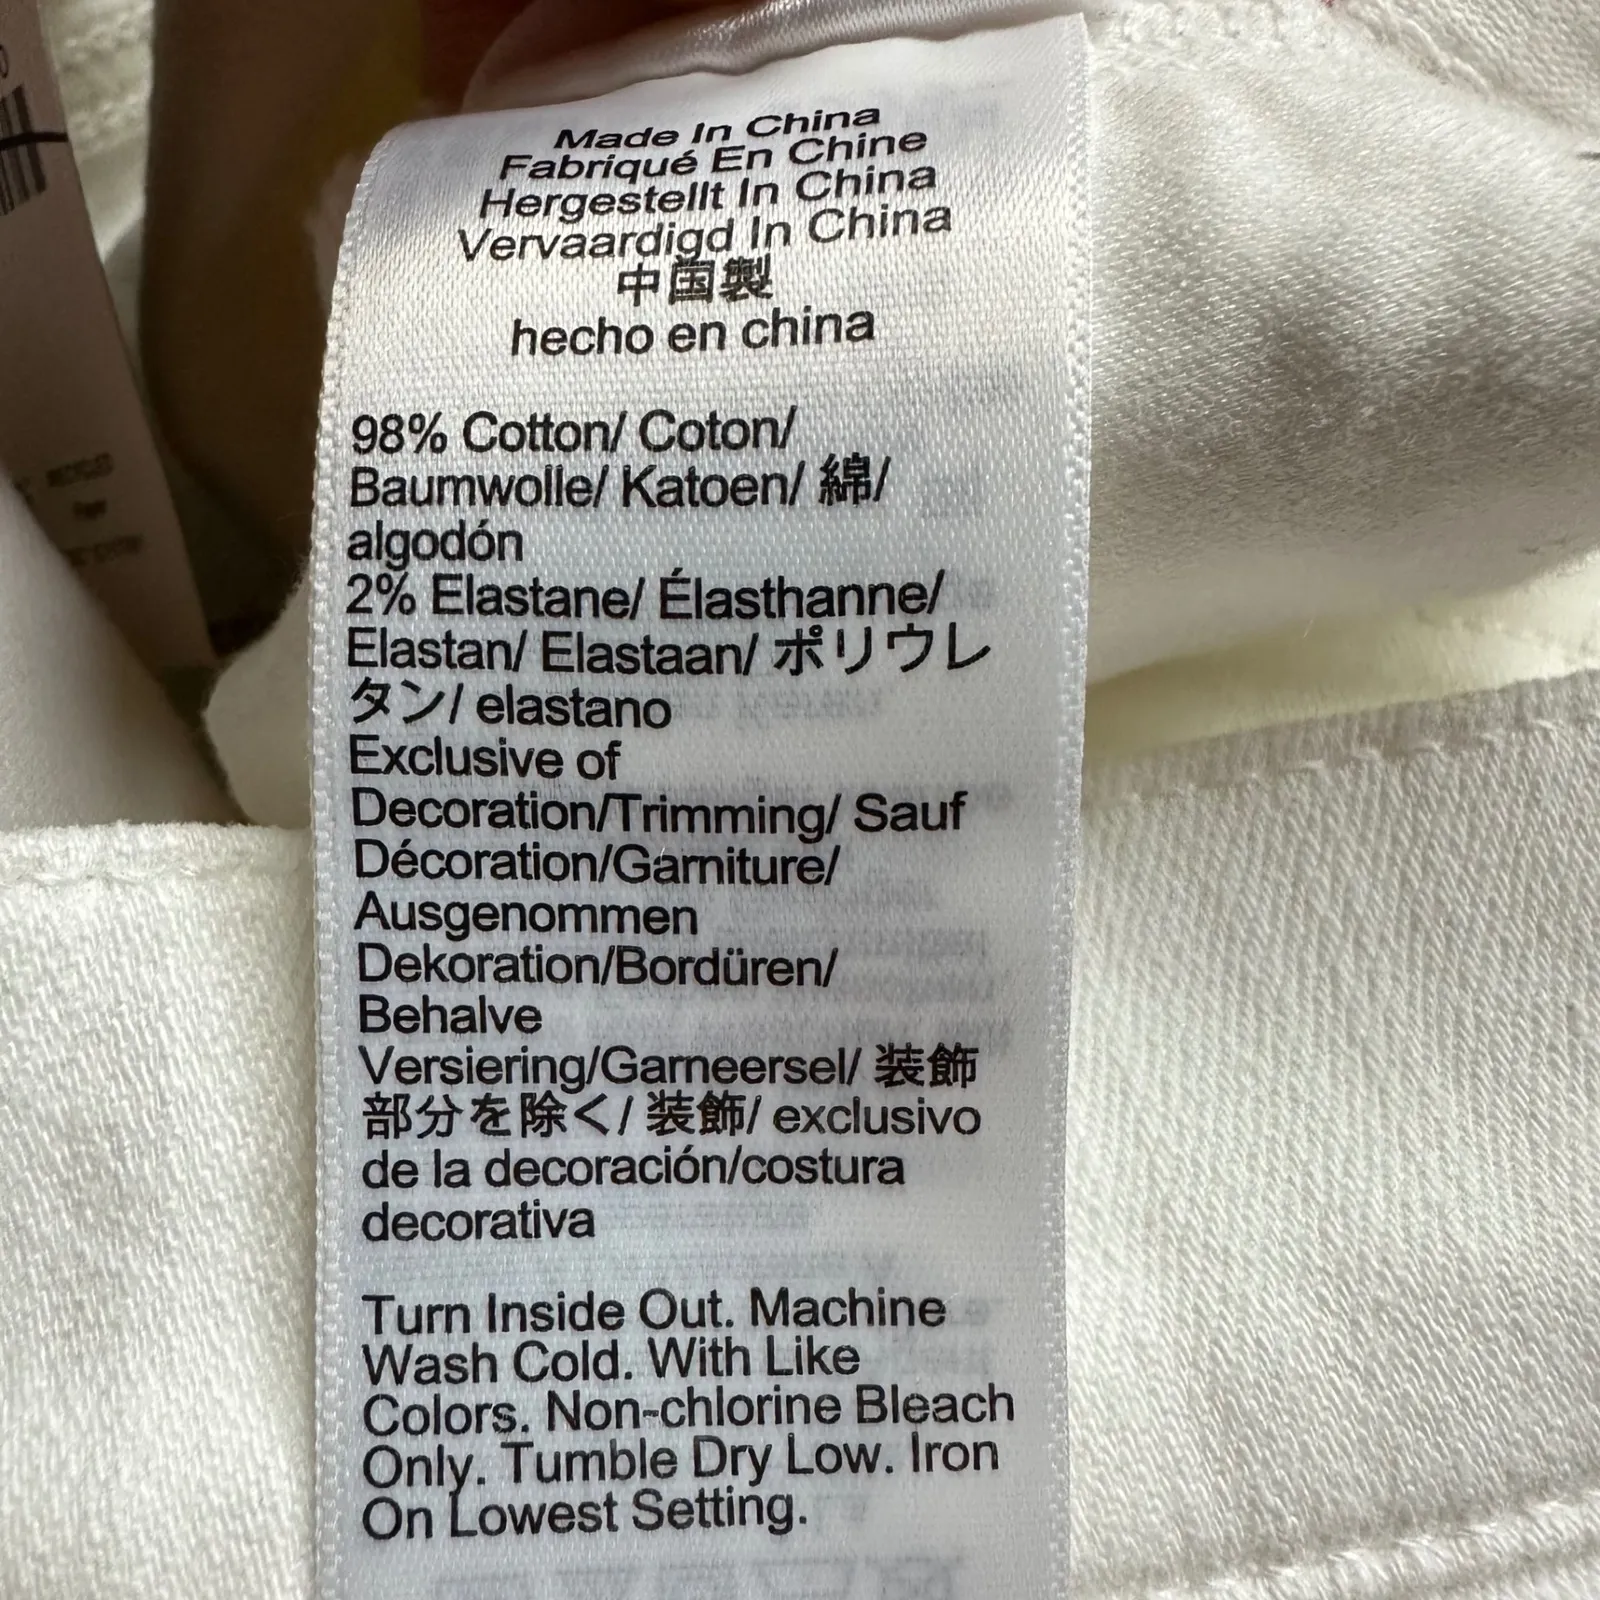 Made In China
Fabriqué En Chine
Hergestellt In China
Vervaardigd In China
中国製
hecho en china
98% Cotton/ Coton/
Baumwolle/ Katoen/ 綿/
algodón
2% Elastane/ Élasthanne/
Elastan/ Elastaan/ ポリウレ
タン/ elastano
Exclusive of
Decoration/Trimming/ Sauf
Décoration/Garniture/
Ausgenommen
Dekoration/Bordüren/
Behalve
Versiering/Garneersel/ 装飾
部分を除く/ 装飾/ exclusivo
de la decoración/costura
decorativa
Turn Inside Out. Machine
Wash Cold. With Like
Colors. Non-chlorine Bleach
Only. Tumble Dry Low. Iron
On Lowest Setting.